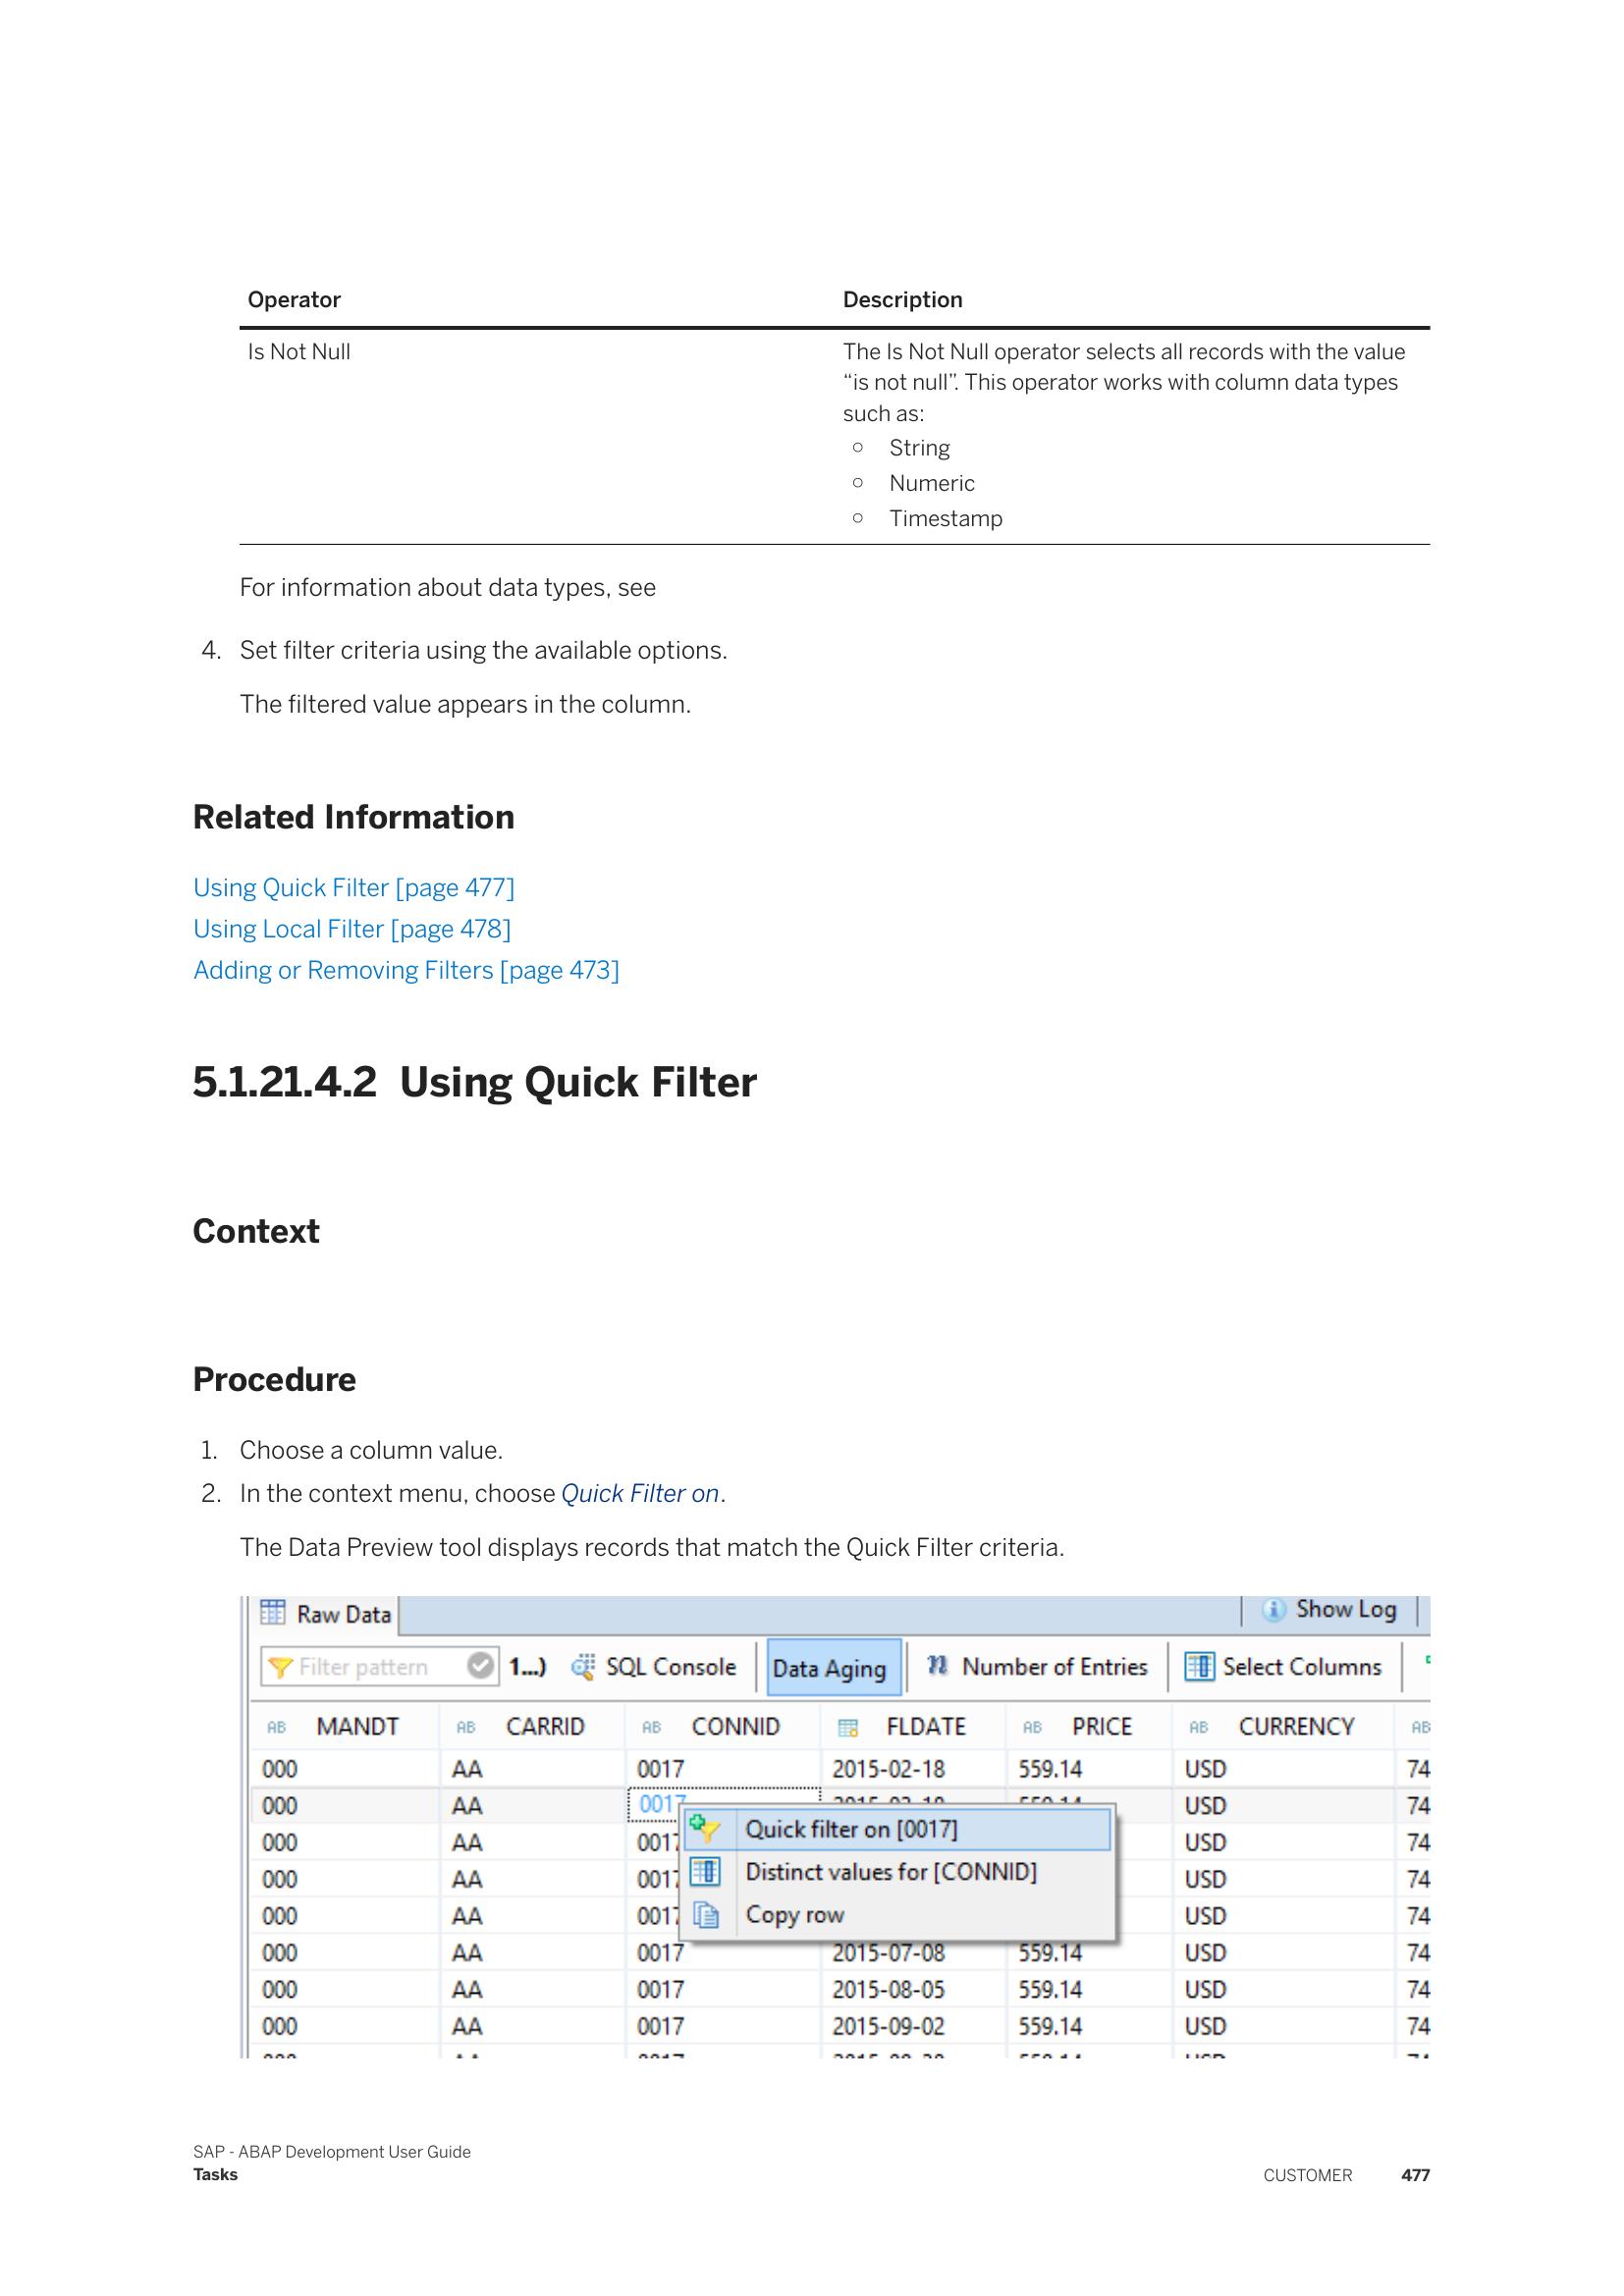 Operator Description
Is Not Null The Is Not Null operator selects all records with the value
“is not null”. This operator works with column data types
such as:
○ String
○ Numeric
○ Timestamp
For information about data types, see
4. Set filter criteria using the available options.
The filtered value appears in the column.
Related Information
Using Quick Filter [page 477]
Using Local Filter [page 478]
Adding or Removing Filters [page 473]
5.1.21.4.2 Using Quick Filter
Context
Procedure
1. Choose a column value.
2. In the context menu, choose Quick Filter on.
The Data Preview tool displays records that match the Quick Filter criteria.
Raw Data Show Log
Filter pattern 1...) SQL Console Data Aging n Number of Entries Select Columns
AB MANDT AB CARRID AB CONNID FLDATE AB PRICE AB CURRENCY AB
000 AA 0017 2015-02-18 559.14 USD 74
000 AA 0017 USD 74
Quick filter on [0017]
000 AA 0017 USD 74
Distinct values for [CONNID]
000 AA 0017 USD 74
Copy row
000 AA 0017 USD 74
000 AA 0017 2015-07-08 559.14 USD 74
000 AA 0017 2015-08-05 559.14 USD 74
000 AA 0017 2015-09-02 559.14 USD 74
SAP - ABAP Development User Guide
Tasks CUSTOMER 477